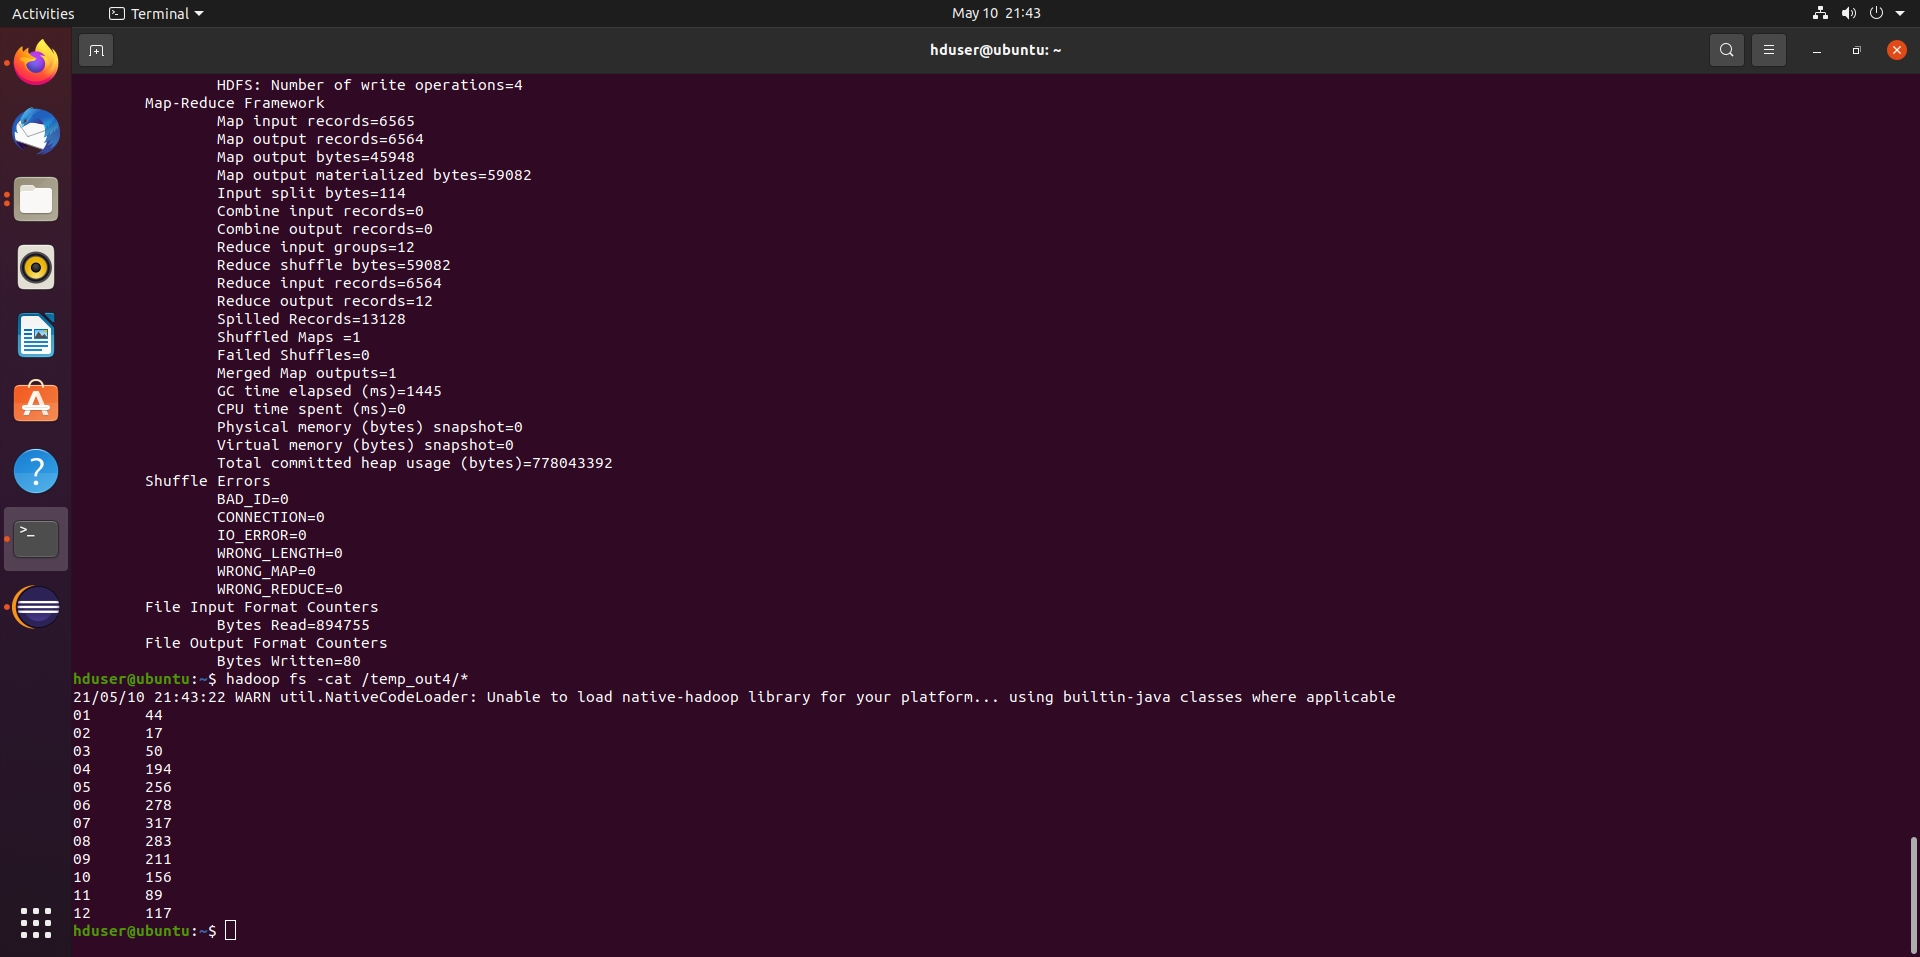 Activities Terminal May 10 21:43
hduser@ubuntu: ~
HDFS: Number of write operations=4
Map-Reduce Framework
Map input records=6565
Map output records=6564
Map output bytes=45948
Map output materialized bytes=59082
Input split bytes=114
Combine input records=0
Combine output records=0
Reduce input groups=12
Reduce shuffle bytes=59082
Reduce input records=6564
Reduce output records=12
Spilled Records=13128
Shuffled Maps =1
Failed Shuffles=0
Merged Map outputs=1
GC time elapsed (ms)=1445
CPU time spent (ms)=0
Physical memory (bytes) snapshot=0
Virtual memory (bytes) snapshot=0
Total committed heap usage (bytes)=778043392
Shuffle Errors
BAD_ID=0
CONNECTION=0
IO_ERROR=0
WRONG_LENGTH=0
WRONG_MAP=0
WRONG_REDUCE=0
File Input Format Counters
Bytes Read=894755
File Output Format Counters
Bytes Written=80
hduser@ubuntu:~$ hadoop fs -cat /temp_out4/*
21/05/10 21:43:22 WARN util.NativeCodeLoader: Unable to load native-hadoop library for your platform... using builtin-java classes where applicable
01 44
02 17
03 50
04 194
05 256
06 278
07 317
08 283
09 211
10 156
11 89
12 117
hduser@ubuntu:~$